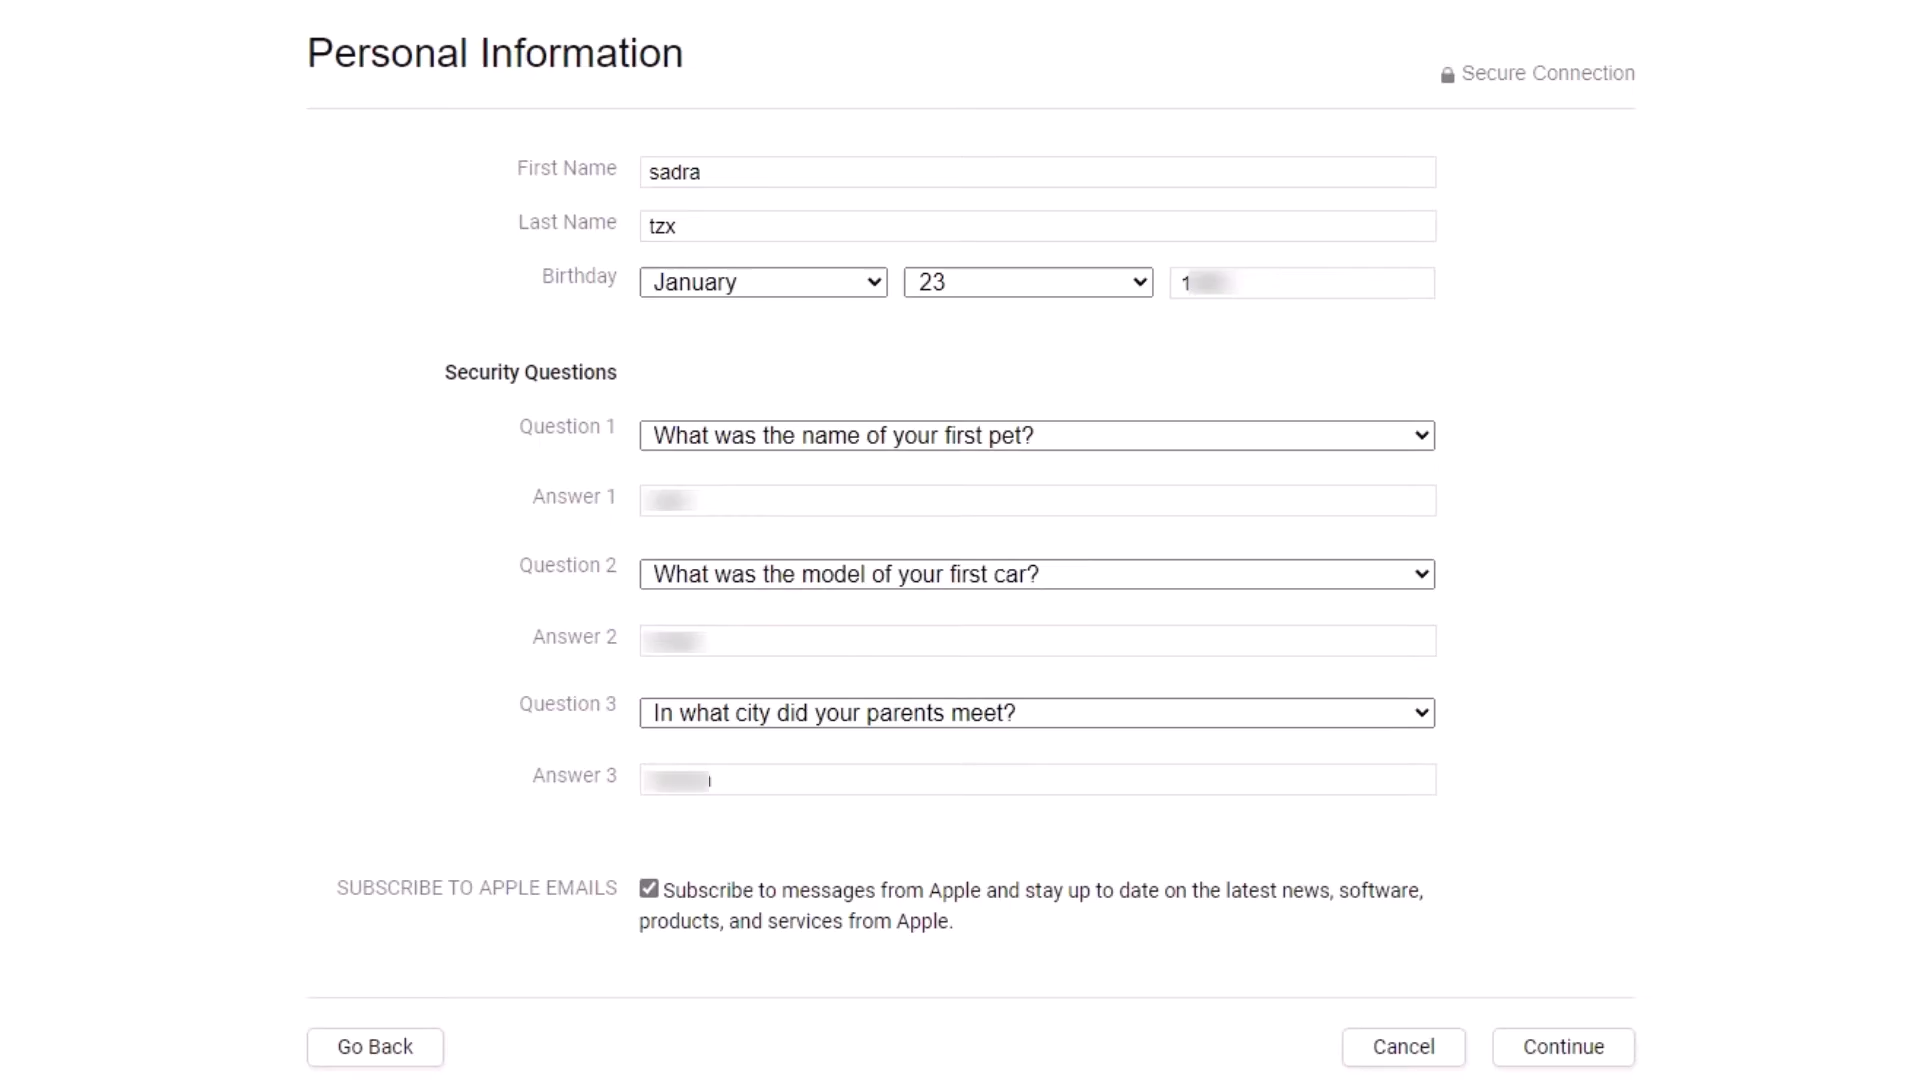 Personal Information
Secure Connection
First Name sadra
Last Name tzx
Birthday January 23 1
Security Questions
Question 1 What was the name of your first pet?
Answer 1
Question 2 What was the model of your first car?
Answer 2
Question 3 In what city did your parents meet?
Answer 3
SUBSCRIBE TO APPLE EMAILS Subscribe to messages from Apple and stay up to date on the latest news, software,
products, and services from Apple.
Go Back Cancel Continue